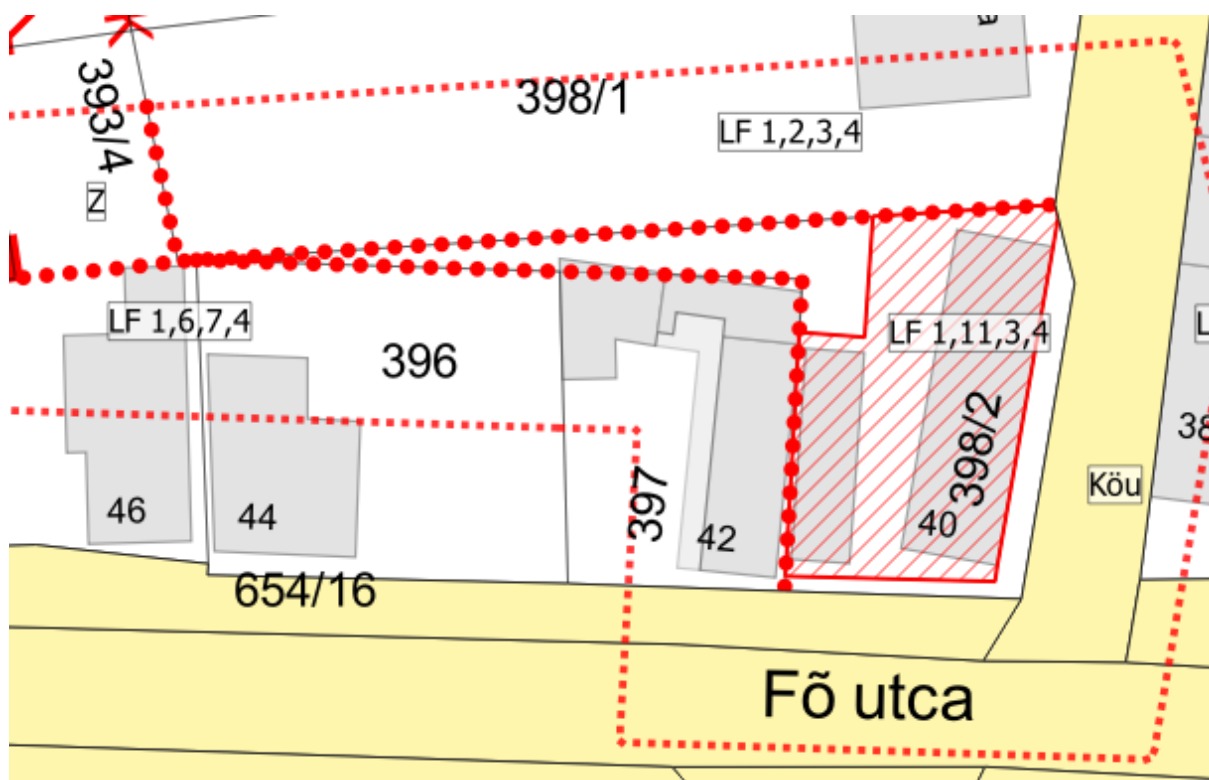 a
393/4
398/1
LF 1,2,3,4
Z
LF 1,6,7,4
396
LF 1,11,3,4
L
398/2
38
Köu
397
46
44
42
40
654/16
Fõ utca